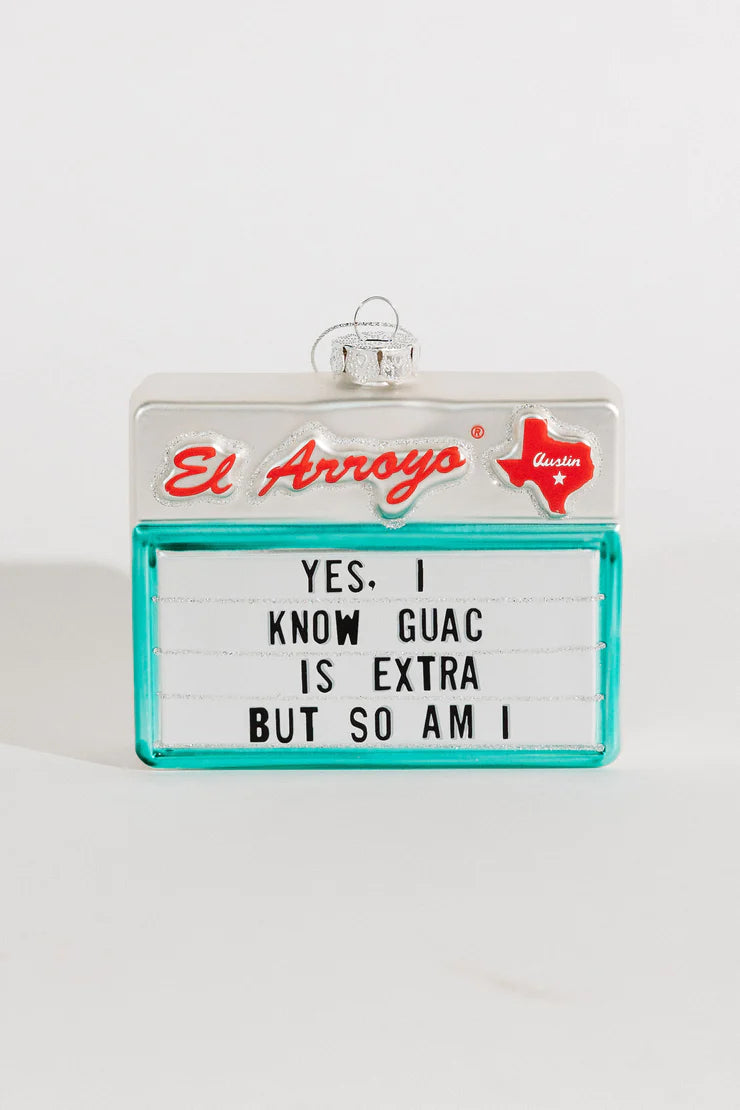 El Arroyo®
Austin
YES, I
KNOW GUAC
IS EXTRA
BUT SO AM I